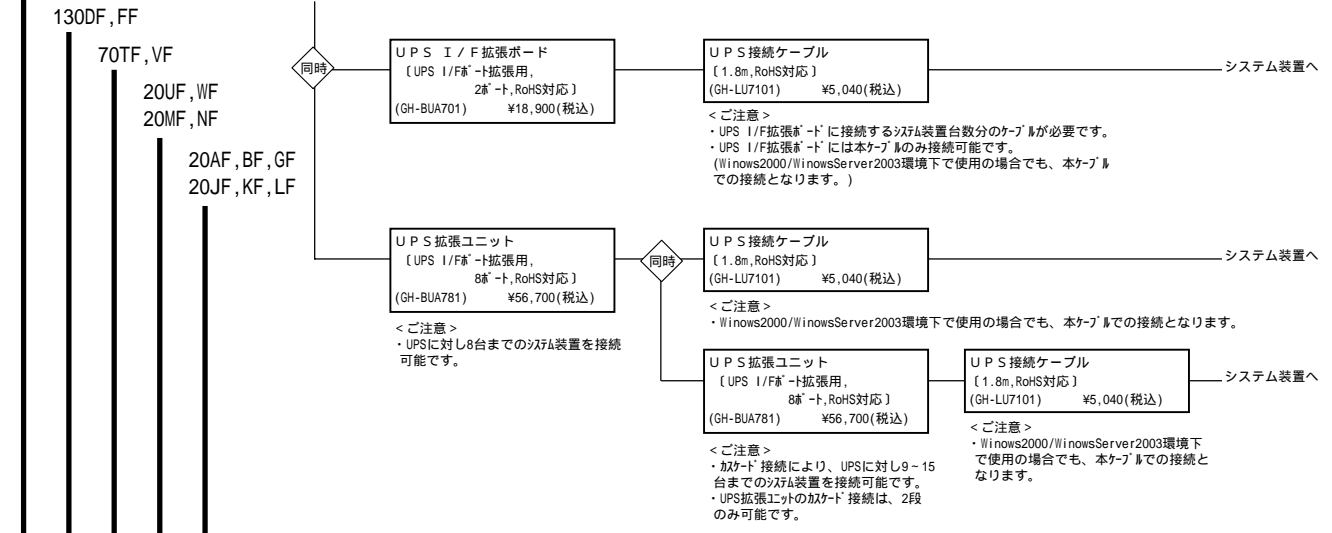 130DF,FF
70TF,VF
20UF,WF
20MF,NF
20AF,BF,GF
20JF,KF,LF
同時
UPS I/F拡張ボード
〔UPS I/Fﾎﾟｰﾄ拡張用,
2ﾎﾟｰﾄ,RoHS対応〕
(GH-BUA701) ¥18,900(税込)
UPS接続ケーブル
〔1.8m,RoHS対応〕
(GH-LU7101) ¥5,040(税込)
システム装置へ
<ご注意>
・UPS I/F拡張ﾎﾞｰﾄﾞに接続するｼｽﾃﾑ装置台数分のｹｰﾌﾞﾙが必要です。
・UPS I/F拡張ﾎﾞｰﾄﾞには本ｹｰﾌﾞﾙのみ接続可能です。
(Winows2000/WinowsServer2003環境下で使用の場合でも、本ｹｰﾌﾞﾙ
での接続となります。)
UPS拡張ユニット
〔UPS I/Fﾎﾟｰﾄ拡張用,
8ﾎﾟｰﾄ,RoHS対応〕
(GH-BUA781) ¥56,700(税込)
<ご注意>
・UPSに対し8台までのｼｽﾃﾑ装置を接続
可能です。
同時
UPS接続ケーブル
〔1.8m,RoHS対応〕
(GH-LU7101) ¥5,040(税込)
システム装置へ
<ご注意>
・Winows2000/WinowsServer2003環境下で使用の場合でも、本ｹｰﾌﾞﾙでの接続となります。
UPS拡張ユニット
〔UPS I/Fﾎﾟｰﾄ拡張用,
8ﾎﾟｰﾄ,RoHS対応〕
(GH-BUA781) ¥56,700(税込)
<ご注意>
・ｶｽｹｰﾄﾞ接続により、UPSに対し9~15
台までのｼｽﾃﾑ装置を接続可能です。
・UPS拡張ﾕﾆｯﾄのｶｽｹｰﾄﾞ接続は、2段
のみ可能です。
UPS接続ケーブル
〔1.8m,RoHS対応〕
(GH-LU7101) ¥5,040(税込)
システム装置へ
<ご注意>
・Winows2000/WinowsServer2003環境下
で使用の場合でも、本ｹｰﾌﾞﾙでの接続と
なります。